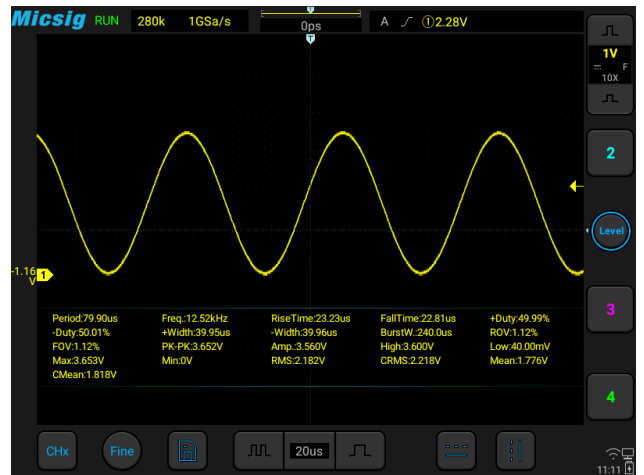 Micsig RUN 280k 1GSa/s 0ps A ①2.28V
T
T
1V
F
10X
2
Level
-1.16
V
1
3
Period:79.90us Freq.:12.52kHz RiseTime:23.23us FallTime:22.81us +Duty:49.99%
-Duty:50.01% +Width:39.95us -Width:39.96us BurstW.:240.0us ROV:1.12%
FOV:1.12% PK-PK:3.652V Amp.:3.560V High:3.600V Low:40.00mV
Max:3.653V Min:0V RMS:2.182V CRMS:2.218V Mean:1.776V
CMean:1.818V
4
CHx Fine 20us
11:11